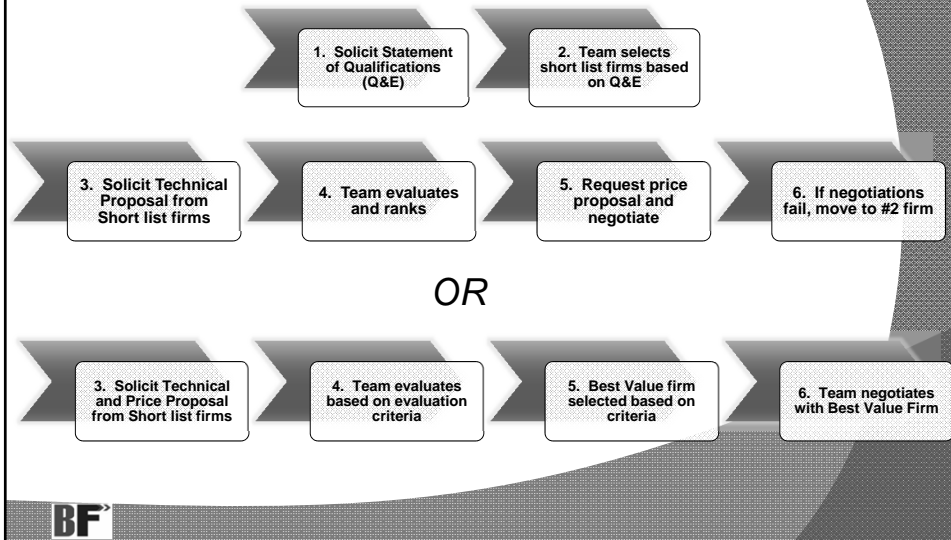 1. Solicit Statement
of Qualifications
(Q&E)
2. Team selects
short list firms based
on Q&E
3. Solicit Technical
Proposal from
Short list firms
4. Team evaluates
and ranks
5. Request price
proposal and
negotiate
6. If negotiations
fail, move to #2 firm
OR
3. Solicit Technical
and Price Proposal
from Short list firms
4. Team evaluates
based on evaluation
criteria
5. Best Value firm
selected based on
criteria
6. Team negotiates
with Best Value Firm
BF